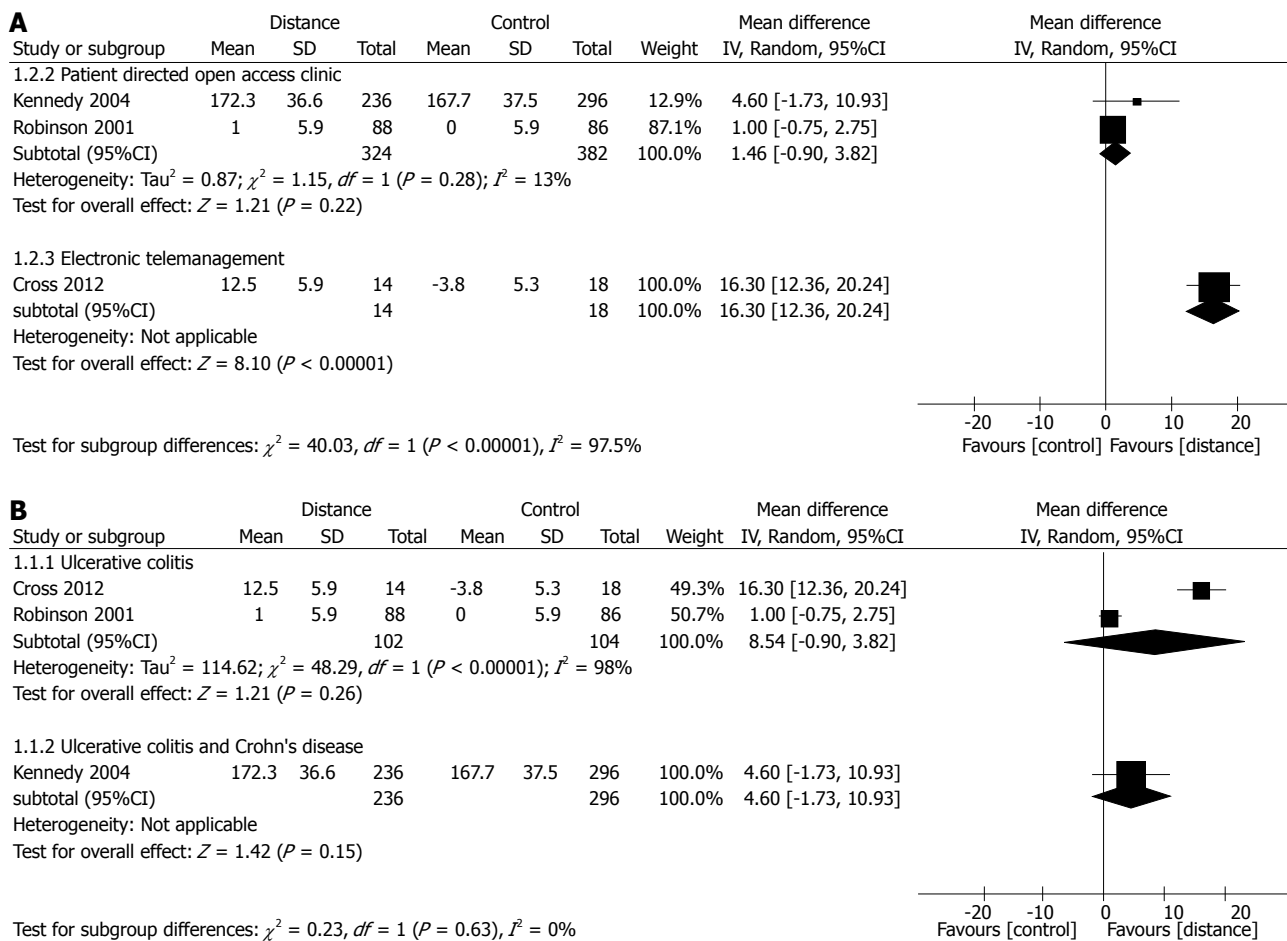 A
Distance Control Mean difference Mean difference
Study or subgroup Mean SD Total Mean SD Total Weight IV, Random, 95%CI IV, Random, 95%CI
1.2.2 Patient directed open access clinic
Kennedy 2004 172.3 36.6 236 167.7 37.5 296 12.9% 4.60 [-1.73, 10.93]
Robinson 2001 1 5.9 88 0 5.9 86 87.1% 1.00 [-0.75, 2.75]
Subtotal (95%CI) 324 382 100.0% 1.46 [-0.90, 3.82]
Heterogeneity: Tau² = 0.87; χ² = 1.15, df = 1 (P = 0.28); I² = 13%
Test for overall effect: Z = 1.21 (P = 0.22)
1.2.3 Electronic telemanagement
Cross 2012 12.5 5.9 14 -3.8 5.3 18 100.0% 16.30 [12.36, 20.24]
subtotal (95%CI) 14 18 100.0% 16.30 [12.36, 20.24]
Heterogeneity: Not applicable
Test for overall effect: Z = 8.10 (P < 0.00001)
-20 -10 0 10 20
Test for subgroup differences: χ² = 40.03, df = 1 (P < 0.00001), I² = 97.5% Favours [control] Favours [distance]
B
Distance Control Mean difference Mean difference
Study or subgroup Mean SD Total Mean SD Total Weight IV, Random, 95%CI IV, Random, 95%CI
1.1.1 Ulcerative colitis
Cross 2012 12.5 5.9 14 -3.8 5.3 18 49.3% 16.30 [12.36, 20.24]
Robinson 2001 1 5.9 88 0 5.9 86 50.7% 1.00 [-0.75, 2.75]
Subtotal (95%CI) 102 104 100.0% 8.54 [-0.90, 3.82]
Heterogeneity: Tau² = 114.62; χ² = 48.29, df = 1 (P < 0.00001); I² = 98%
Test for overall effect: Z = 1.21 (P = 0.26)
1.1.2 Ulcerative colitis and Crohn's disease
Kennedy 2004 172.3 36.6 236 167.7 37.5 296 100.0% 4.60 [-1.73, 10.93]
subtotal (95%CI) 236 296 100.0% 4.60 [-1.73, 10.93]
Heterogeneity: Not applicable
Test for overall effect: Z = 1.42 (P = 0.15)
-20 -10 0 10 20
Test for subgroup differences: χ² = 0.23, df = 1 (P = 0.63), I² = 0% Favours [control] Favours [distance]